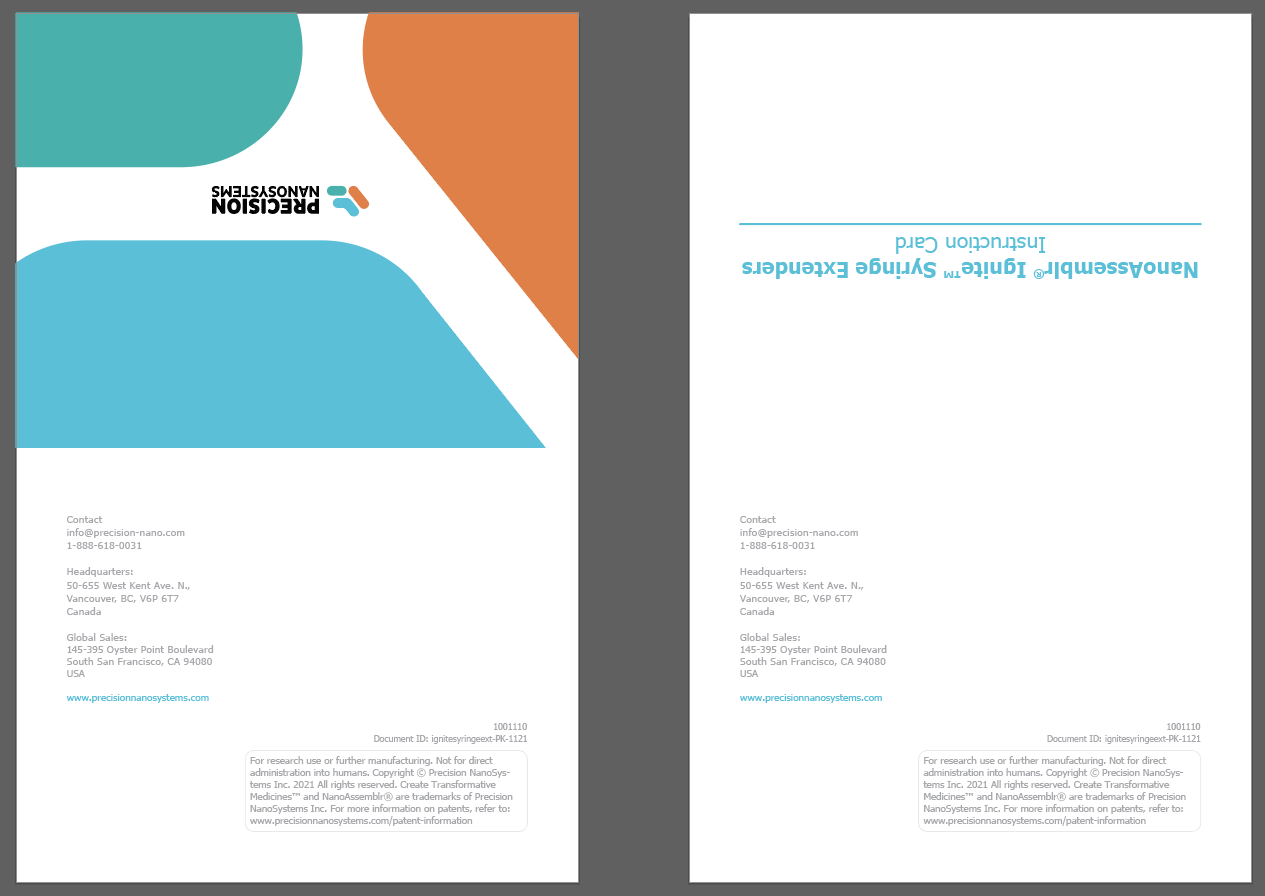 PRECISION
NANOSYSTEMS
Contact
info@precision-nano.com
1-888-618-0031
Headquarters:
50-655 West Kent Ave. N.,
Vancouver, BC, V6P 6T7
Canada
Global Sales:
145-395 Oyster Point Boulevard
South San Francisco, CA 94080
USA
www.precisionnanosystems.com
1001110
Document ID: ignitesyringeext-PK-1121
For research use or further manufacturing. Not for direct
administration into humans. Copyright © Precision NanoSys-
tems Inc. 2021 All rights reserved. Create Transformative
Medicines™ and NanoAssemblr® are trademarks of Precision
NanoSystems Inc. For more information on patents, refer to:
www.precisionnanosystems.com/patent-information
NanoAssemblr® Ignite™ Syringe Extenders
Instruction Card
Contact
info@precision-nano.com
1-888-618-0031
Headquarters:
50-655 West Kent Ave. N.,
Vancouver, BC, V6P 6T7
Canada
Global Sales:
145-395 Oyster Point Boulevard
South San Francisco, CA 94080
USA
www.precisionnanosystems.com
1001110
Document ID: ignitesyringeext-PK-1121
For research use or further manufacturing. Not for direct
administration into humans. Copyright © Precision NanoSys-
tems Inc. 2021 All rights reserved. Create Transformative
Medicines™ and NanoAssemblr® are trademarks of Precision
NanoSystems Inc. For more information on patents, refer to:
www.precisionnanosystems.com/patent-information